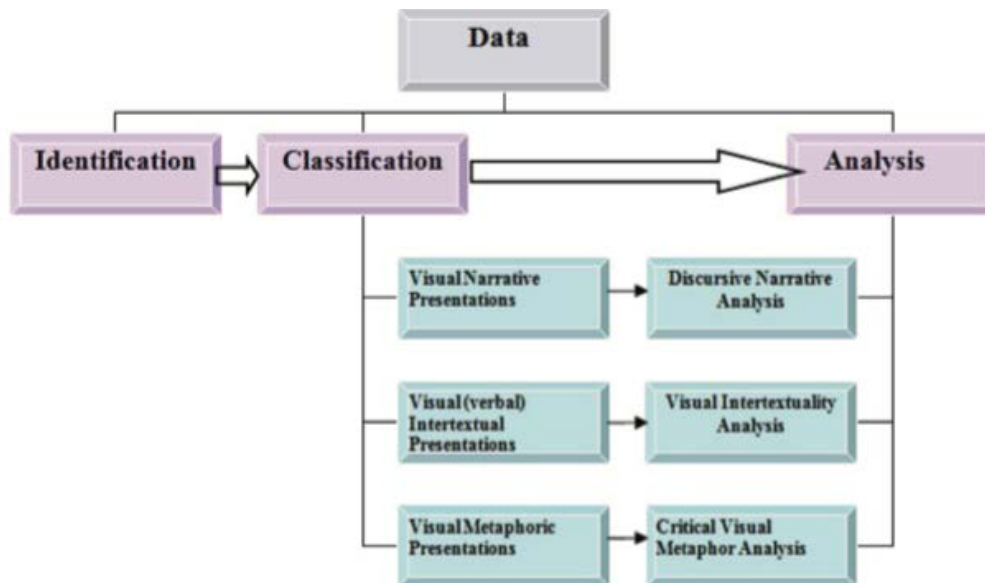 Data
Identification
Classification
Analysis
Visual Narrative
Presentations
Discursive Narrative
Analysis
Visual (verbal)
Intertextual
Presentations
Visual Intertextuality
Analysis
Visual Metaphoric
Presentations
Critical Visual
Metaphor Analysis